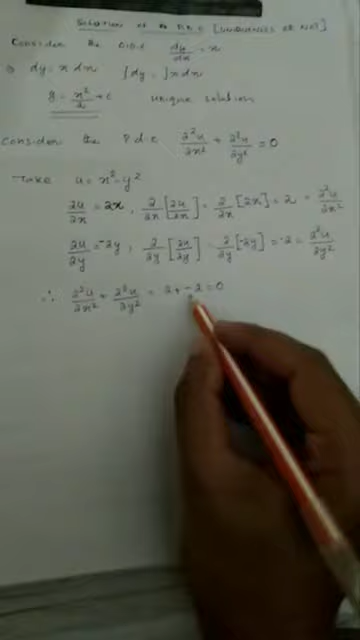 Solution of a P.D.E [UNIQUENESS OR NOT]
Consider the O.D.E dy/dx = x
⇒ dy = x dx ∫dy = ∫x dx
y = x²/2 + c unique solution
Consider the P.d.E ∂²u/∂x² + ∂²u/∂y² = 0
Take u = x² - y²
∂u/∂x = 2x, ∂/∂x [∂u/∂x] = ∂/∂x [2x] = 2 = ∂²u/∂x²
∂u/∂y = -2y, ∂/∂y [∂u/∂y] = ∂/∂y [-2y] = -2 = ∂²u/∂y²
∴ ∂²u/∂x² + ∂²u/∂y² = 2 + -2 = 0